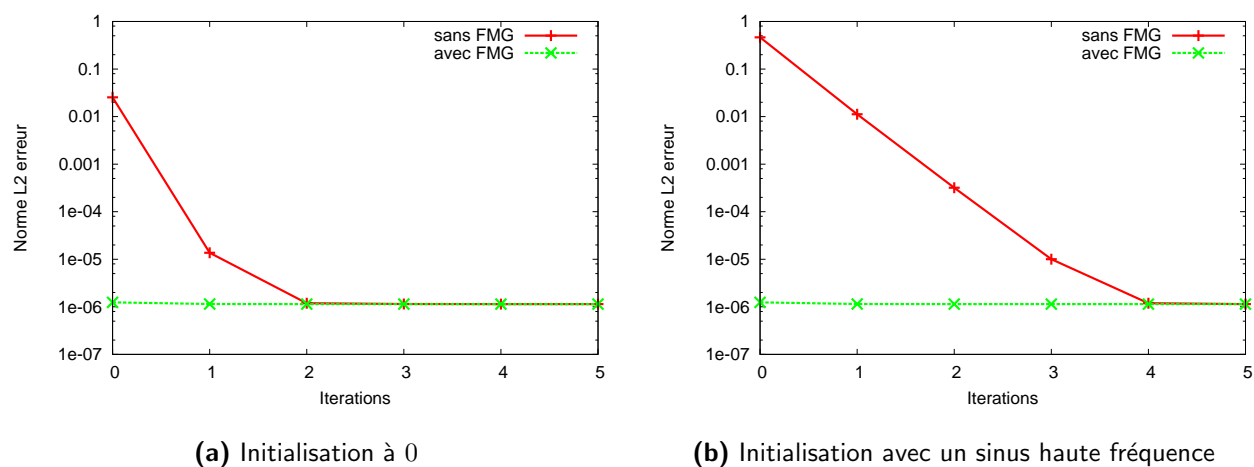 1
0.1
0.01
0.001
1e-04
1e-05
1e-06
1e-07
0 1 2 3 4 5
Norme L2 erreur
Iterations
sans FMG
avec FMG
(a) Initialisation à 0
1
0.1
0.01
0.001
1e-04
1e-05
1e-06
1e-07
0 1 2 3 4 5
Norme L2 erreur
Iterations
sans FMG
avec FMG
(b) Initialisation avec un sinus haute fréquence